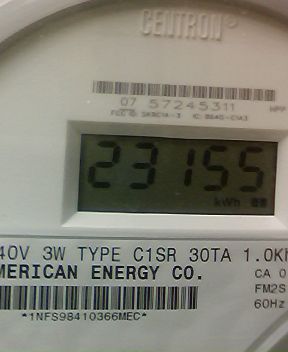 CENTRON®
07 57245311
23155
kWh
40V 3W TYPE C1SR 30TA 1.0Kh
MERICAN ENERGY CO.
CA 0
FM2S
60Hz
*1NFS98410366MEC*